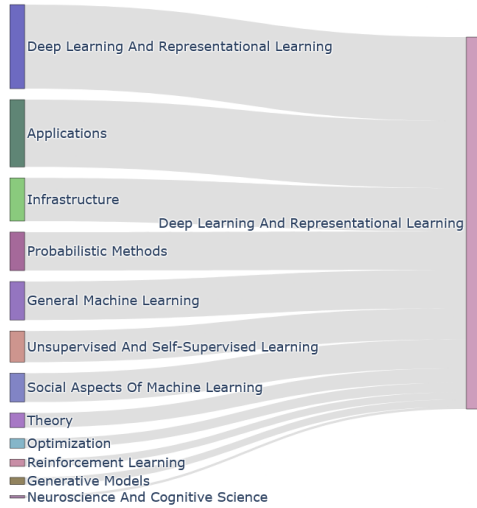 Deep Learning And Representational Learning
Applications
Infrastructure
Deep Learning And Representational Learning
Probabilistic Methods
General Machine Learning
Unsupervised And Self-Supervised Learning
Social Aspects Of Machine Learning
Theory
Optimization
Reinforcement Learning
Generative Models
Neuroscience And Cognitive Science